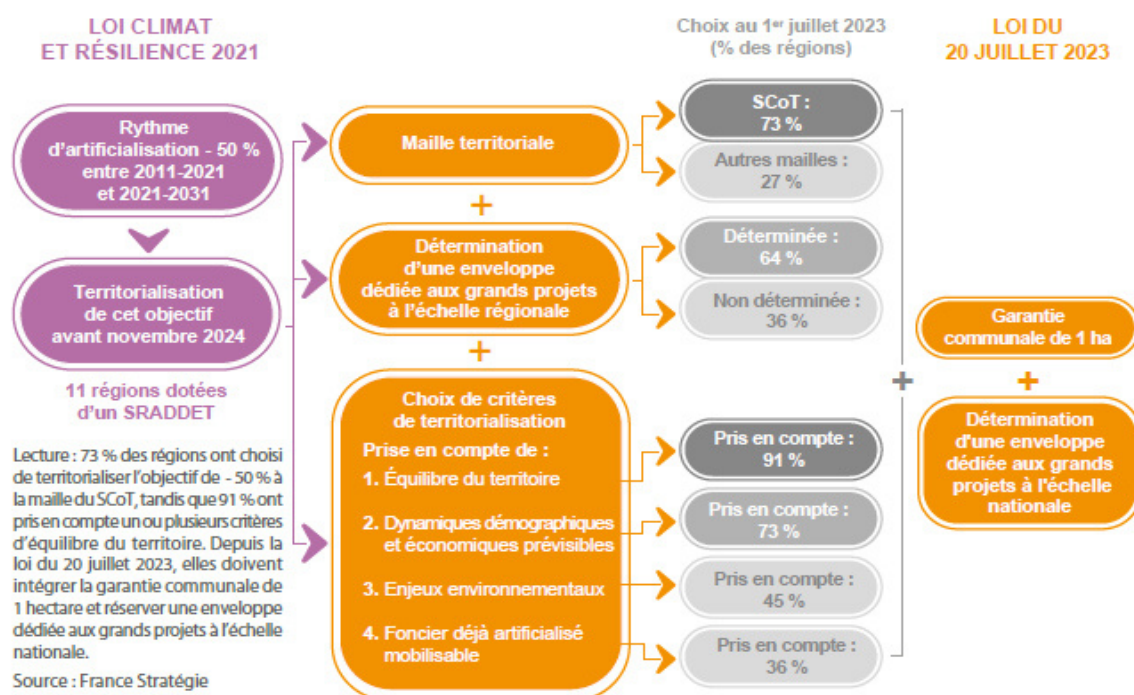 LOI CLIMAT
ET RÉSILIENCE 2021
Rythme
d'artificialisation - 50 %
entre 2011-2021
et 2021-2031
Territorialisation
de cet objectif
avant novembre 2024
11 régions dotées
d'un SRADDET
Lecture : 73 % des régions ont choisi
de territorialiser l'objectif de - 50 % à
la maille du SCoT, tandis que 91 % ont
pris en compte un ou plusieurs critères
d'équilibre du territoire. Depuis la
loi du 20 juillet 2023, elles doivent
intégrer la garantie communale de
1 hectare et réserver une enveloppe
dédiée aux grands projets à l'échelle
nationale.
Source : France Stratégie
Maille territoriale
+
Détermination
d'une enveloppe
dédiée aux grands projets
à l'échelle régionale
+
Choix de critères
de territorialisation
Prise en compte de :
1. Équilibre du territoire
2. Dynamiques démographiques
et économiques prévisibles
3. Enjeux environnementaux
4. Foncier déjà artificialisé
mobilisable
Choix au 1er juillet 2023
(% des régions)
SCoT :
73 %
Autres mailles :
27 %
Déterminée :
64 %
Non déterminée :
36 %
Pris en compte :
91 %
Pris en compte :
73 %
Pris en compte :
45 %
Pris en compte :
36 %
+
LOI DU
20 JUILLET 2023
Garantie
communale de 1 ha
+
Détermination
d'une enveloppe
dédiée aux grands
projets à l'échelle
nationale